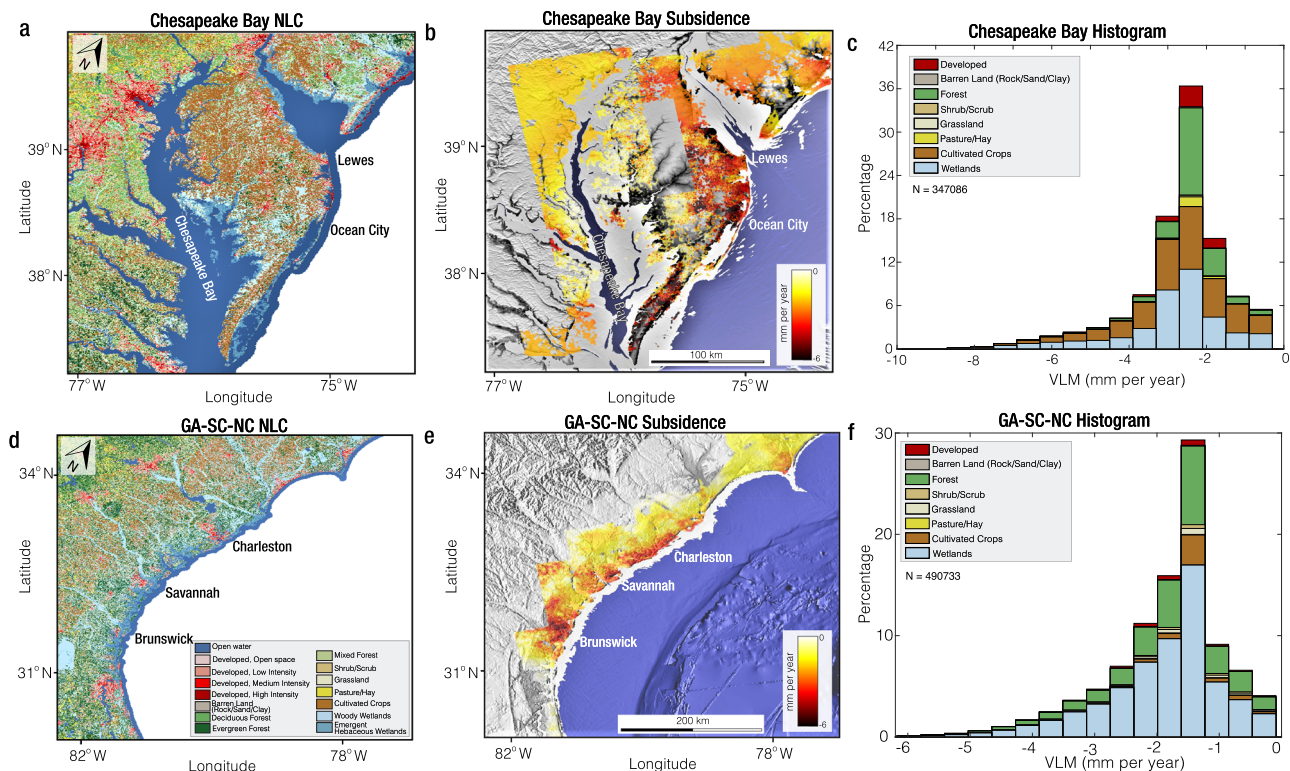 a
Chesapeake Bay NLC
N
39°N
38°N
Latitude
Lewes
Ocean City
Chesapeake Bay
77°W
75°W
Longitude
b
Chesapeake Bay Subsidence
39°N
38°N
Latitude
Lewes
Ocean City
Chesapeake Bay
0
mm per year
-6
100 km
77°W
75°W
Longitude
c
Chesapeake Bay Histogram
42
36
30
24
18
12
6
0
Percentage
Developed
Barren Land (Rock/Sand/Clay)
Forest
Shrub/Scrub
Grassland
Pasture/Hay
Cultivated Crops
Wetlands
N = 347086
-10
-8
-6
-4
-2
VLM (mm per year)
d
GA-SC-NC NLC
N
34°N
31°N
Latitude
Charleston
Savannah
Brunswick
Open water
Developed, Open space
Developed, Low Intensity
Developed, Medium Intensity
Developed, High Intensity
Barren Land
(Rock/Sand/Clay)
Deciduous Forest
Evergreen Forest
Mixed Forest
Shrub/Scrub
Grassland
Pasture/Hay
Cultivated Crops
Woody Wetlands
Emergent
Hebaceous Wetlands
82°W
78°W
Longitude
e
GA-SC-NC Subsidence
34°N
31°N
Latitude
Charleston
Savannah
Brunswick
0
mm per year
-6
200 km
82°W
78°W
Longitude
f
GA-SC-NC Histogram
30
20
10
0
Percentage
Developed
Barren Land (Rock/Sand/Clay)
Forest
Shrub/Scrub
Grassland
Pasture/Hay
Cultivated Crops
Wetlands
N = 490733
-6
-5
-4
-3
-2
-1
0
VLM (mm per year)